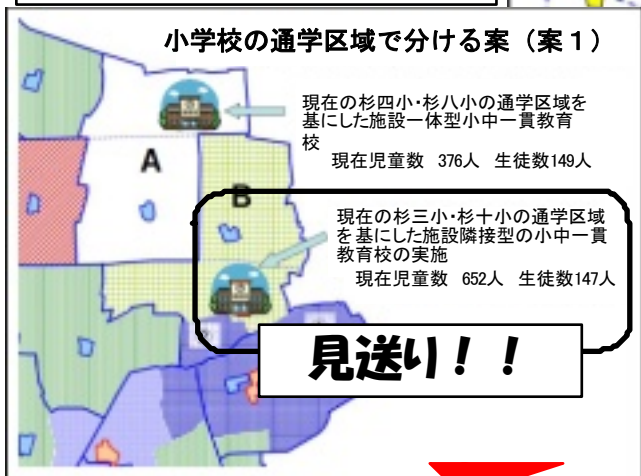 小学校の通学区域で分ける案（案１）
現在の杉四小・杉八小の通学区域を
基にした施設一体型小中一貫教育
校
現在児童数 376人 生徒数149人
A
B
現在の杉三小・杉十小の通学区域
を基にした施設隣接型の小中一貫
教育校の実施
現在児童数 652人 生徒数147人
見送り！！